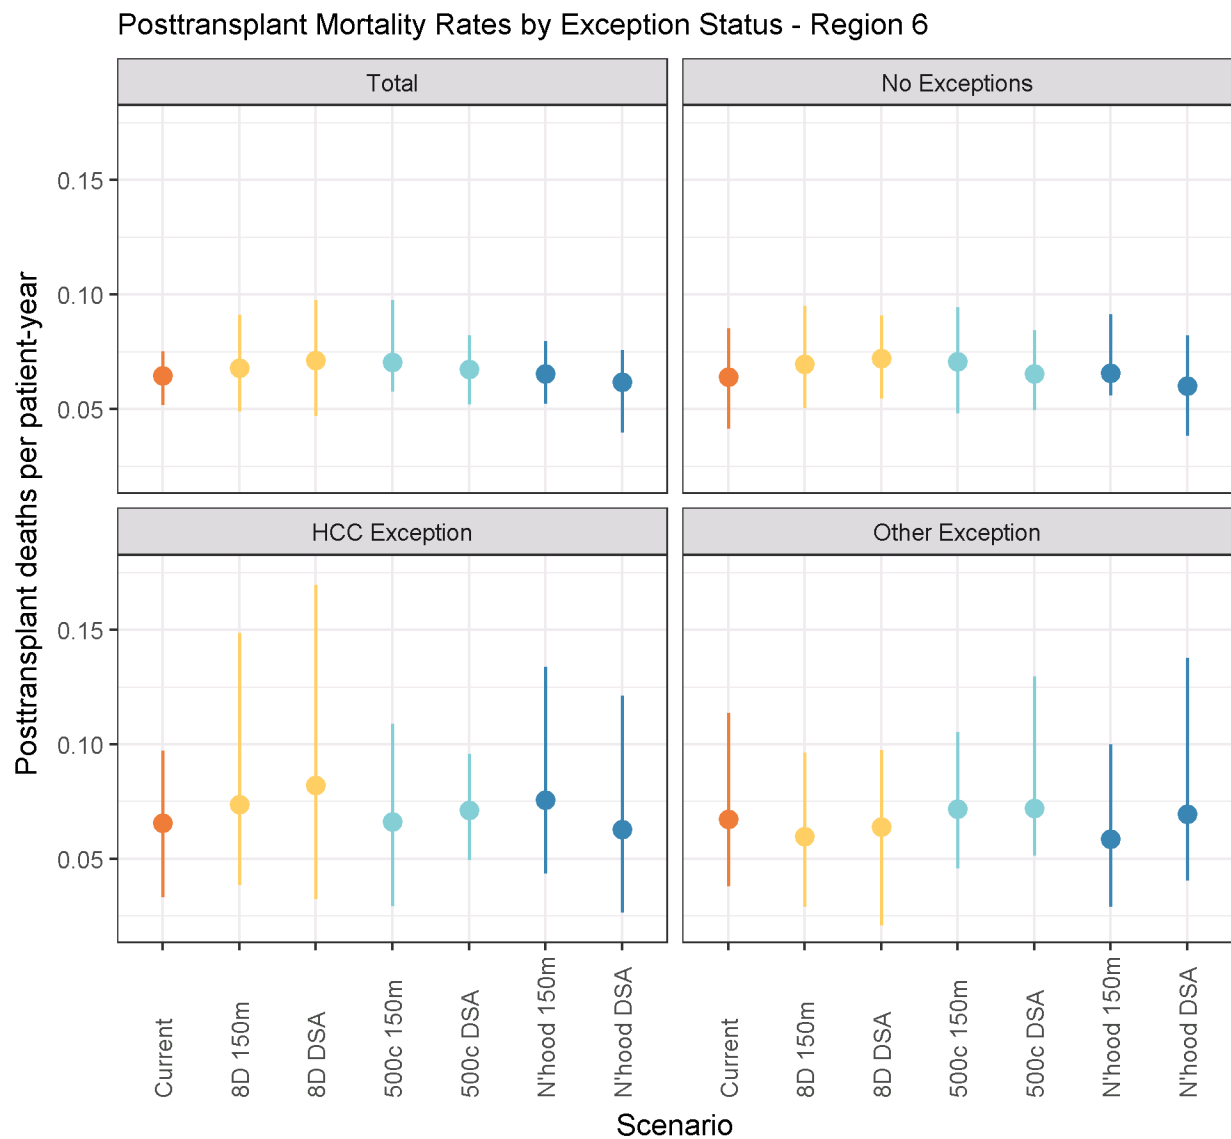 Posttransplant Mortality Rates by Exception Status - Region 6
Total
No Exceptions
0.15
0.10
0.05
HCC Exception
Other Exception
0.15
0.10
0.05
Posttransplant deaths per patient-year
Current
8D 150m
8D DSA
500c 150m
500c DSA
N'hood 150m
N'hood DSA
Current
8D 150m
8D DSA
500c 150m
500c DSA
N'hood 150m
N'hood DSA
Scenario